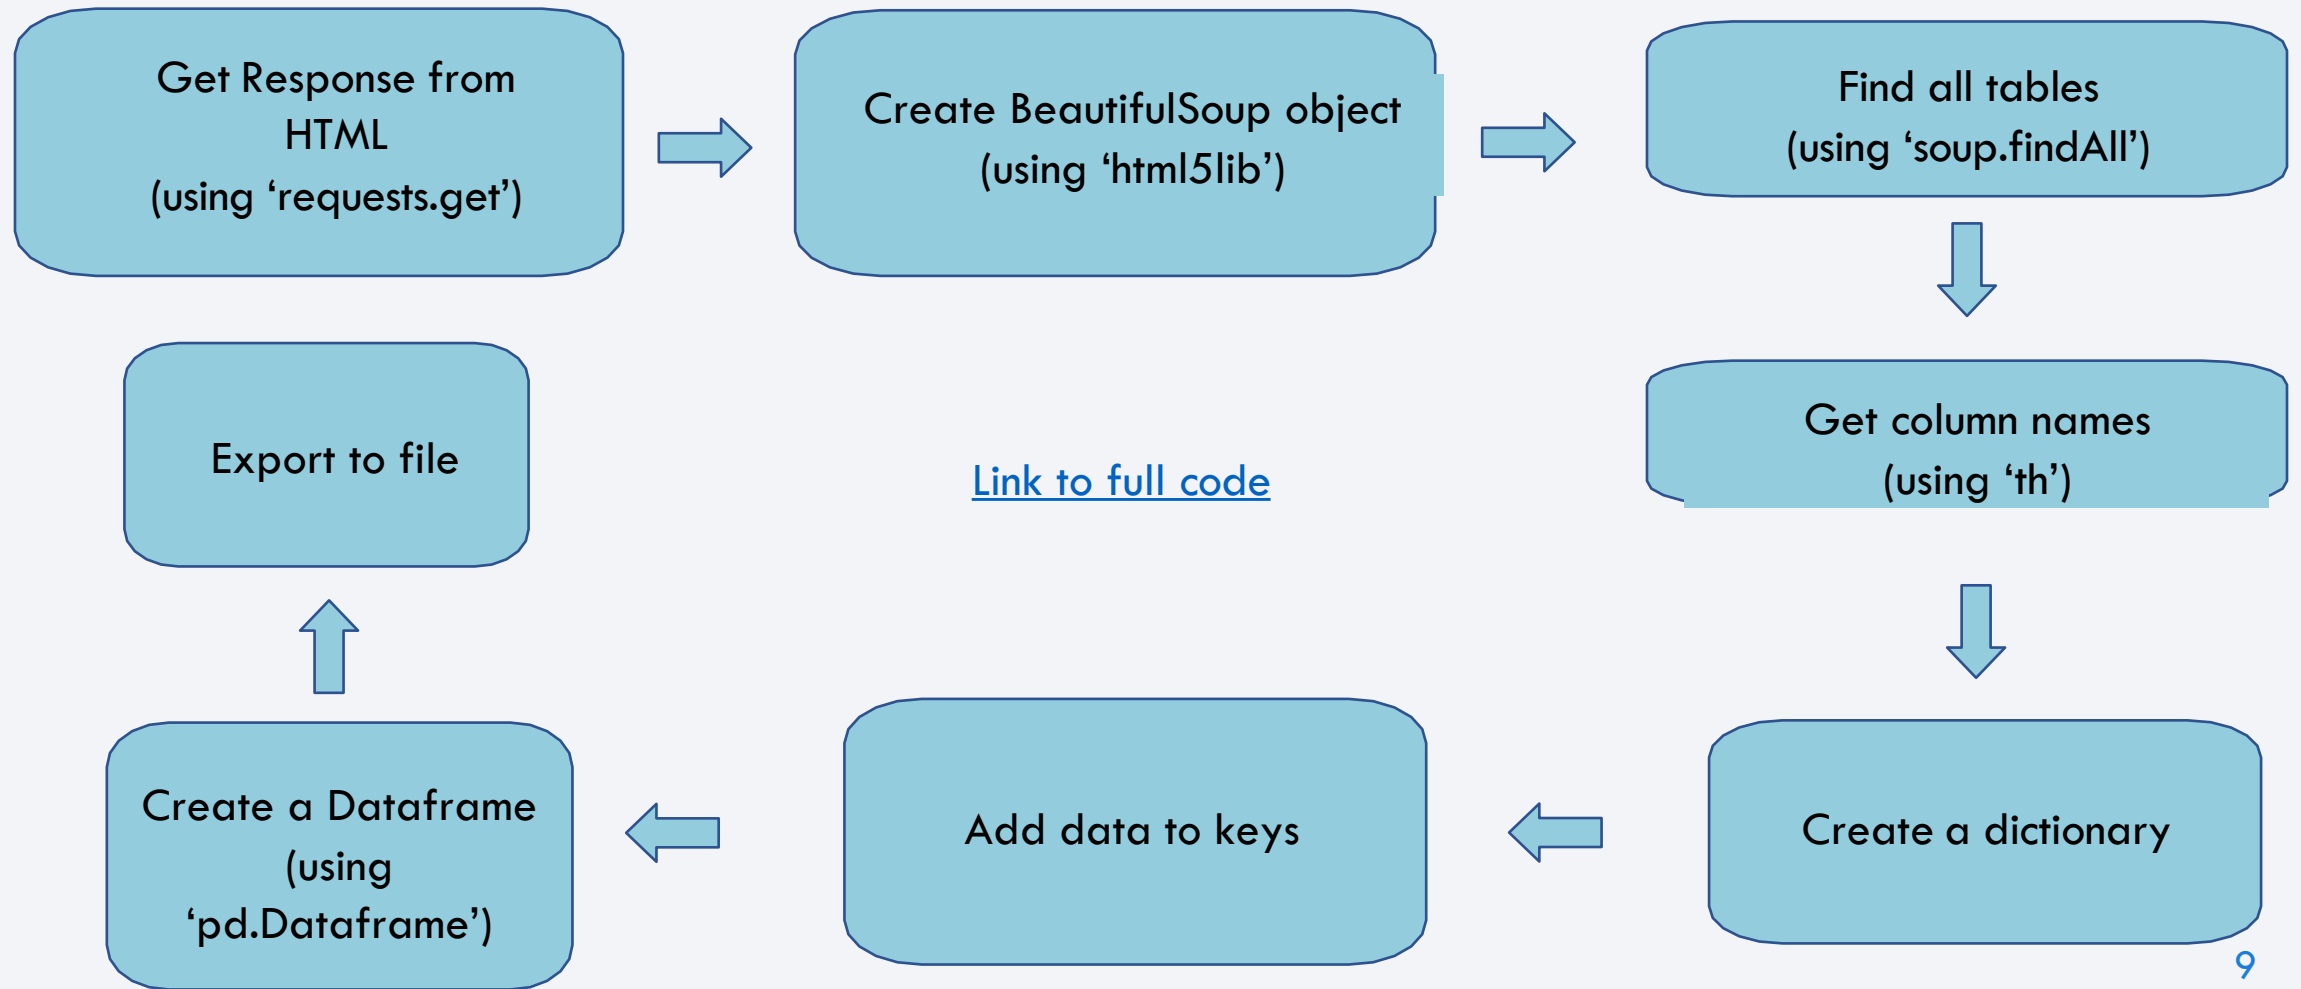 Get Response from
HTML
(using ‘requests.get’)
Create BeautifulSoup object
(using ‘html5lib’)
Find all tables
(using ‘soup.findAll’)
Get column names
(using ‘th’)
Create a dictionary
Add data to keys
Create a Dataframe
(using
‘pd.Dataframe’)
Export to file
Link to full code
9